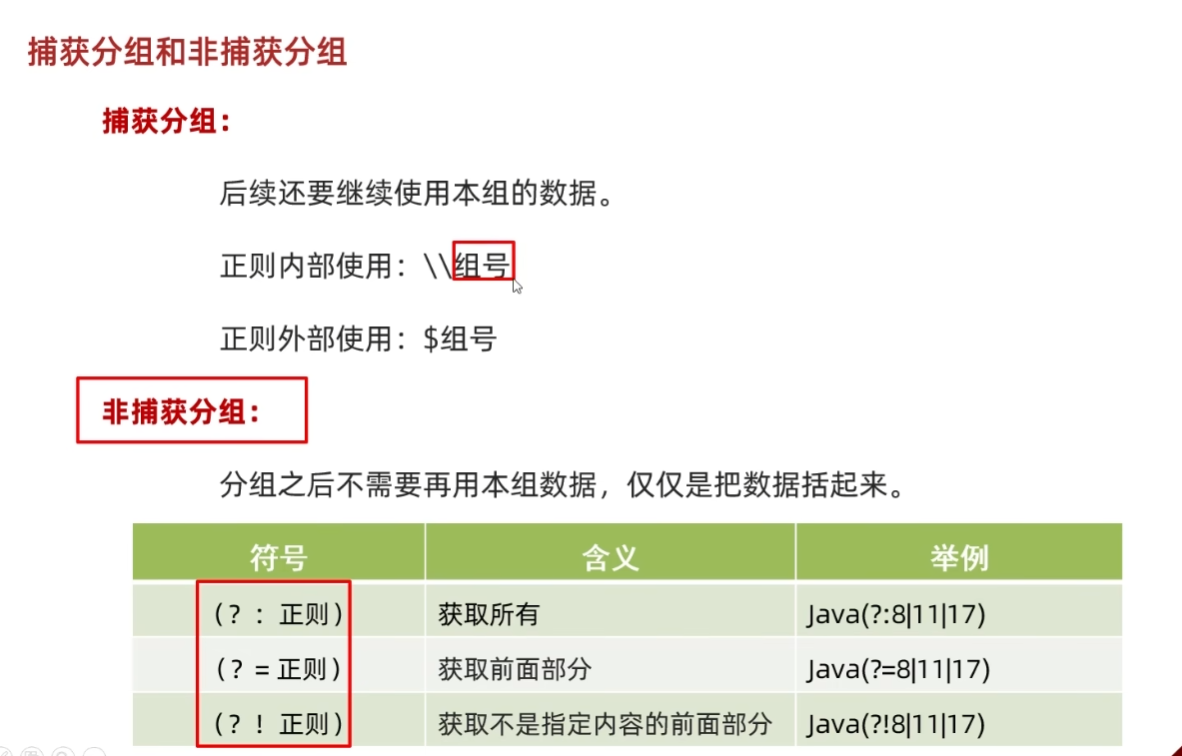 捕获分组和非捕获分组
捕获分组：
后续还要继续使用本组的数据。
正则内部使用：\\组号
正则外部使用：$组号
非捕获分组：
分组之后不需要再用本组数据，仅仅是把数据括起来。
符号 含义 举例
（？：正则） 获取所有 Java(?:8|11|17)
（？= 正则） 获取前面部分 Java(?=8|11|17)
（？！正则） 获取不是指定内容的前面部分 Java(?!8|11|17)